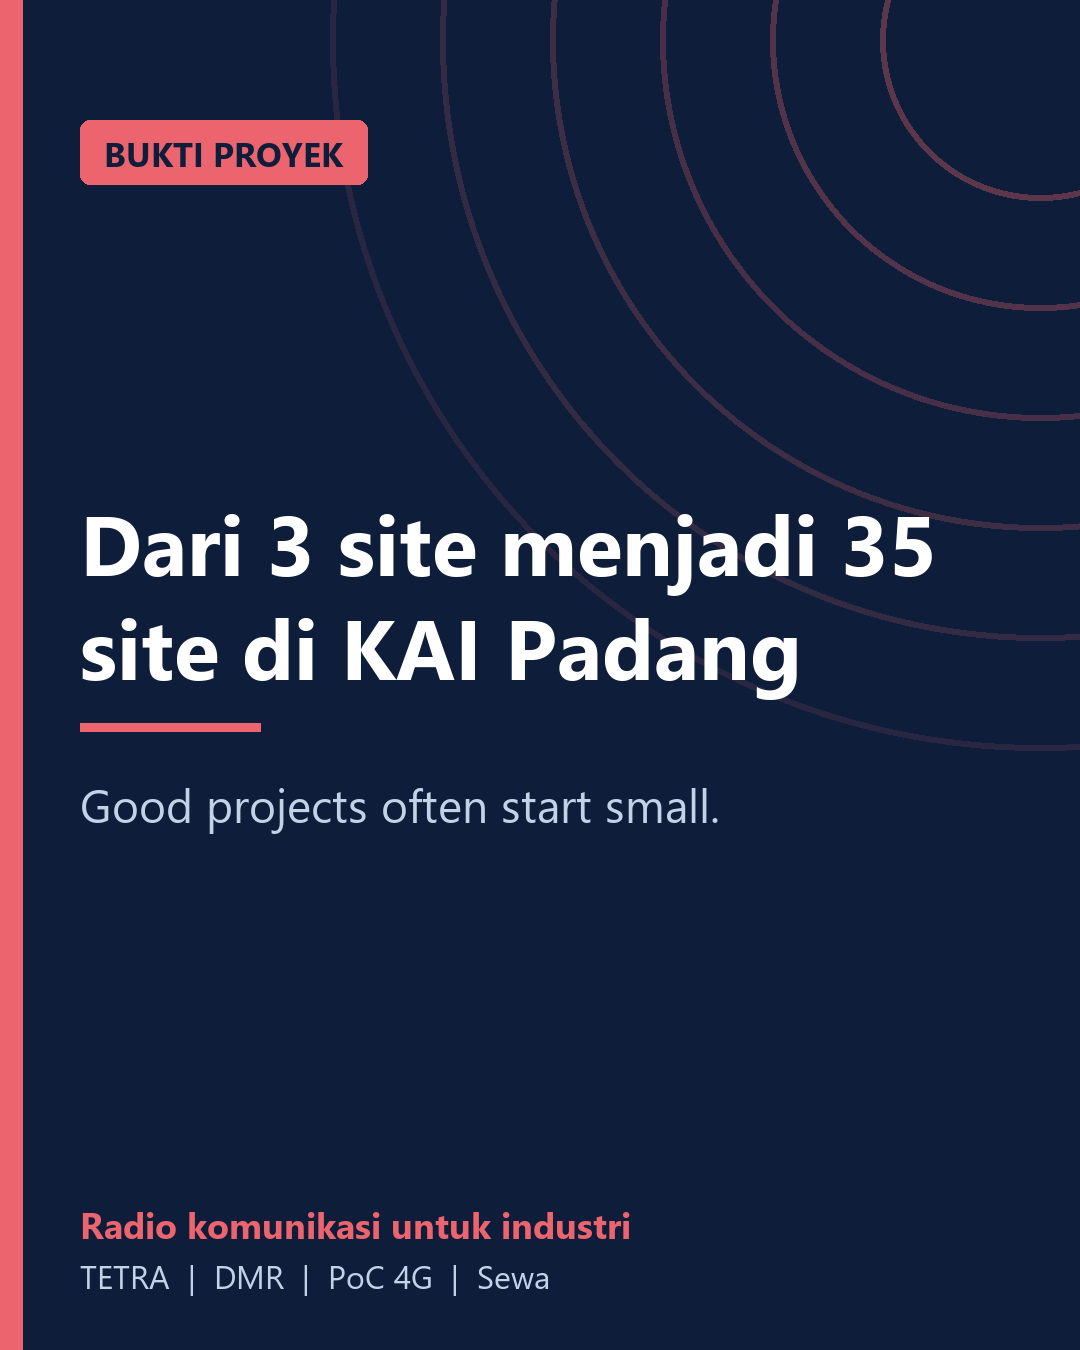 BUKTI PROYEK
Dari 3 site menjadi 35
site di KAI Padang
Good projects often start small.
Radio komunikasi untuk industri
TETRA | DMR | PoC 4G | Sewa